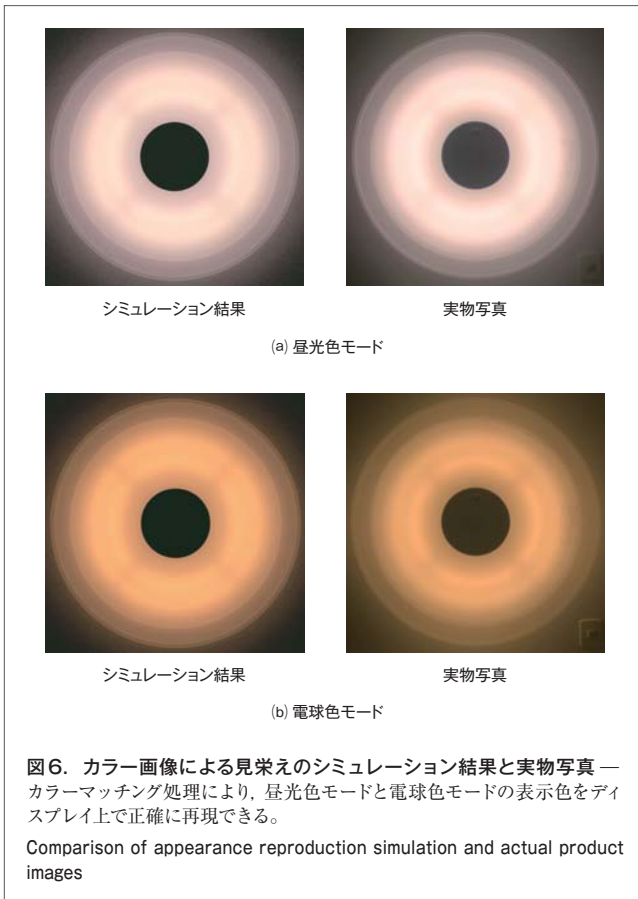 シミュレーション結果
実物写真
(a) 昼光色モード
シミュレーション結果
実物写真
(b) 電球色モード
図6. カラー画像による見栄えのシミュレーション結果と実物写真 —
カラーマッチング処理により, 昼光色モードと電球色モードの表示色をディ
スプレイ上で正確に再現できる。
Comparison of appearance reproduction simulation and actual product
images